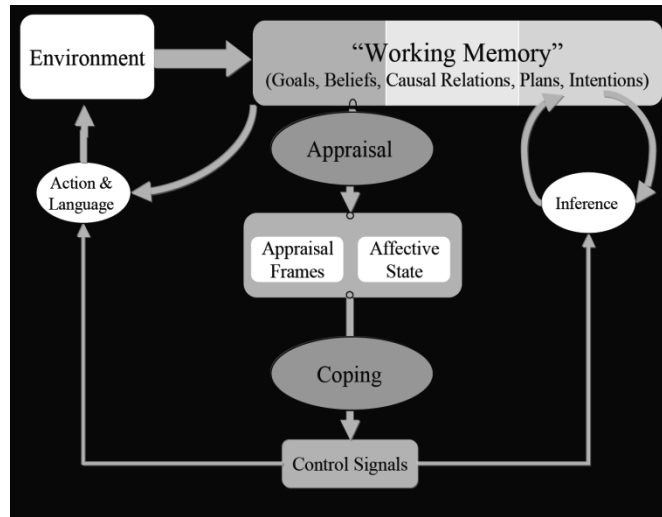 Environment
“Working Memory”
(Goals, Beliefs, Causal Relations, Plans, Intentions)
Appraisal
Action &
Language
Inference
Appraisal
Frames
Affective
State
Coping
Control Signals